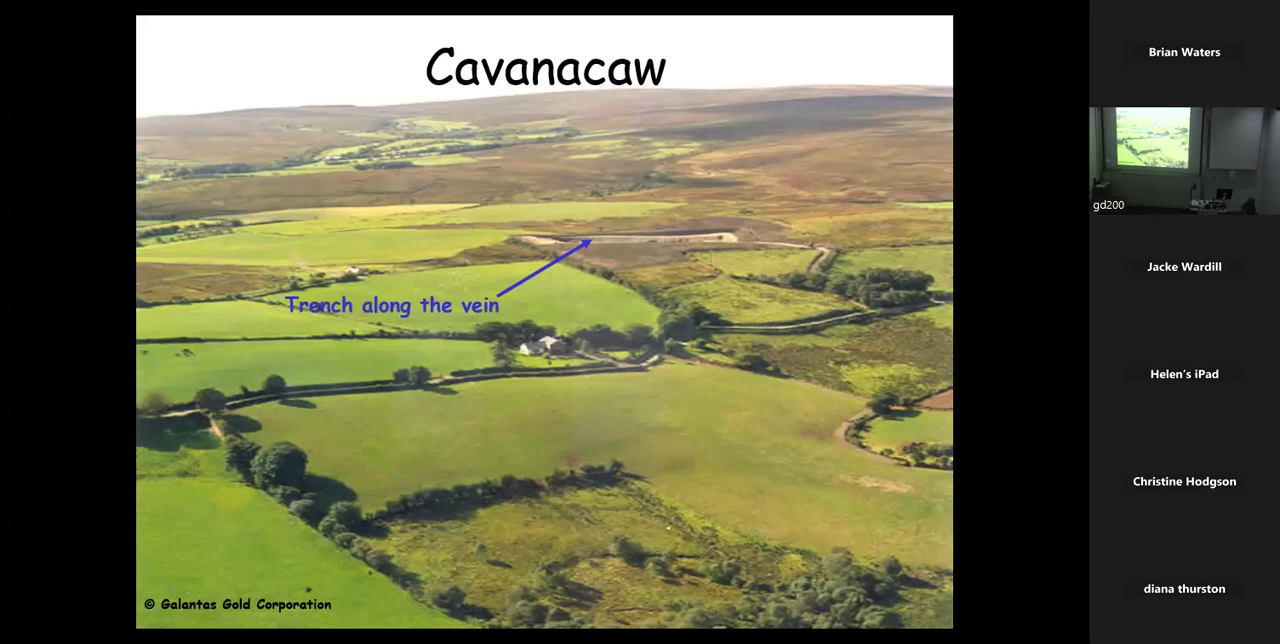 Cavanacaw
Trench along the vein
© Galantas Gold Corporation
Brian Waters
gd200
Jacke Wardill
Helen's iPad
Christine Hodgson
diana thurston